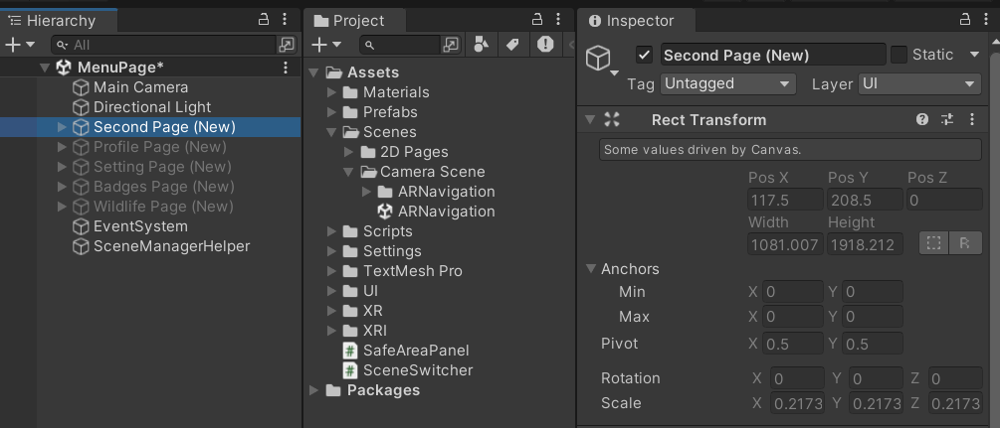 Hierarchy
All
MenuPage*
Main Camera
Directional Light
Second Page (New)
Profile Page (New)
Setting Page (New)
Badges Page (New)
Wildlife Page (New)
EventSystem
SceneManagerHelper
Project
Assets
Materials
Prefabs
Scenes
2D Pages
Camera Scene
ARNavigation
ARNavigation
Scripts
Settings
TextMesh Pro
UI
XR
XRI
SafeAreaPanel
SceneSwitcher
Packages
Inspector
Second Page (New) Static
Tag Untagged Layer UI
Rect Transform
Some values driven by Canvas.
Pos X Pos Y Pos Z
117.5 208.5 0
Width Height
1081.007 1918.212 R
Anchors
Min X 0 Y 0
Max X 0 Y 0
Pivot X 0.5 Y 0.5
Rotation X 0 Y 0 Z 0
Scale X 0.2173 Y 0.2173 Z 0.2173